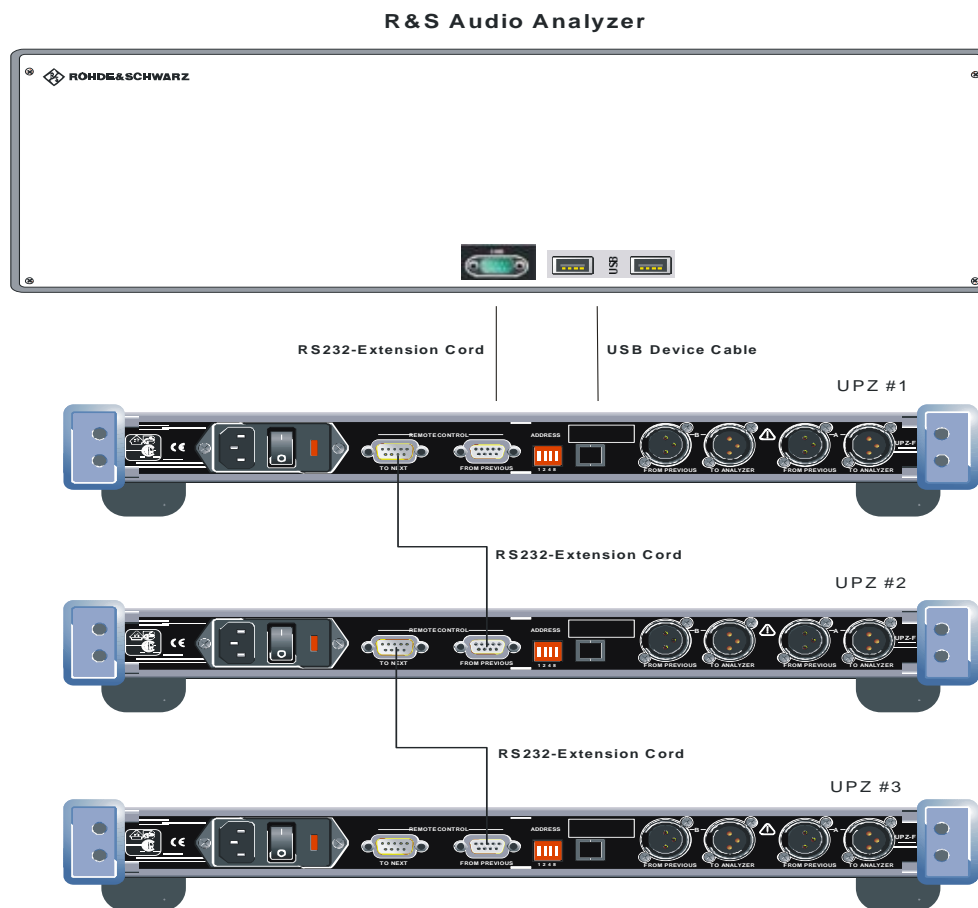 R&S Audio Analyzer
ROHDE&SCHWARZ
USB
RS232-Extension Cord
USB Device Cable
UPZ #1
REMOTE CONTROL
ADDRESS
B
A
UPZ-F
TO NEXT
FROM PREVIOUS
1 2 4 8
FROM PREVIOUS
TO ANALYZER
FROM PREVIOUS
TO ANALYZER
CE
RS232-Extension Cord
UPZ #2
REMOTE CONTROL
ADDRESS
B
A
UPZ-F
TO NEXT
FROM PREVIOUS
1 2 4 8
FROM PREVIOUS
TO ANALYZER
FROM PREVIOUS
TO ANALYZER
CE
RS232-Extension Cord
UPZ #3
REMOTE CONTROL
ADDRESS
B
A
UPZ-F
TO NEXT
FROM PREVIOUS
1 2 4 8
FROM PREVIOUS
TO ANALYZER
FROM PREVIOUS
TO ANALYZER
CE